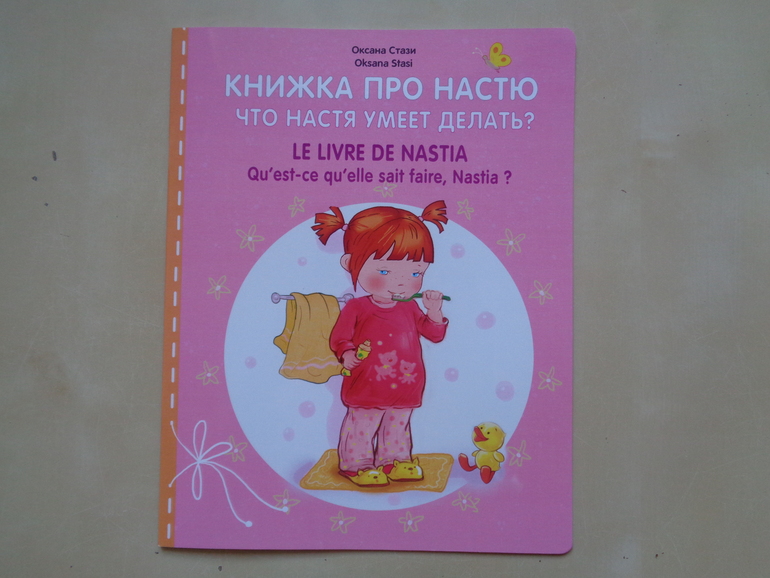 Оксана Стази
Oksana Stasi
КНИЖКА ПРО НАСТЮ
ЧТО НАСТЯ УМЕЕТ ДЕЛАТЬ?
LE LIVRE DE NASTIA
Qu'est-ce qu'elle sait faire, Nastia ?